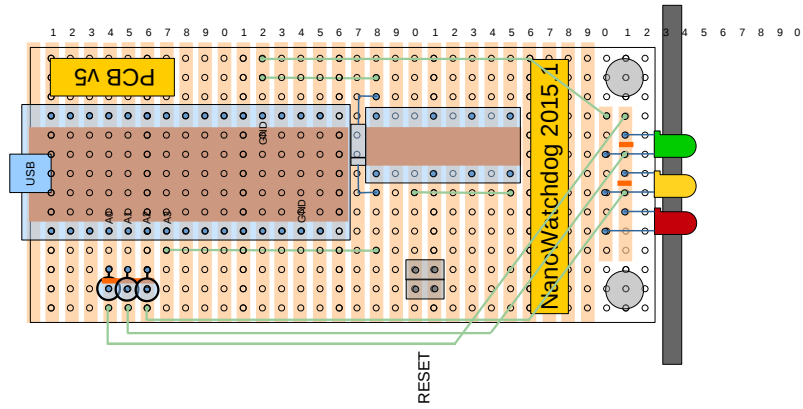 1 2 3 4 5 6 7 8 9 0 1 1 2 3 4 5 6 7 8 9 0 1 2 3 4 5 6 7 8 9 0 1 2 3 4 5 6 7 8 9 0
PCB v5
NanoWatchdog 2015.1
GND
USB
A0
A1
A2
A3
GND
RESET